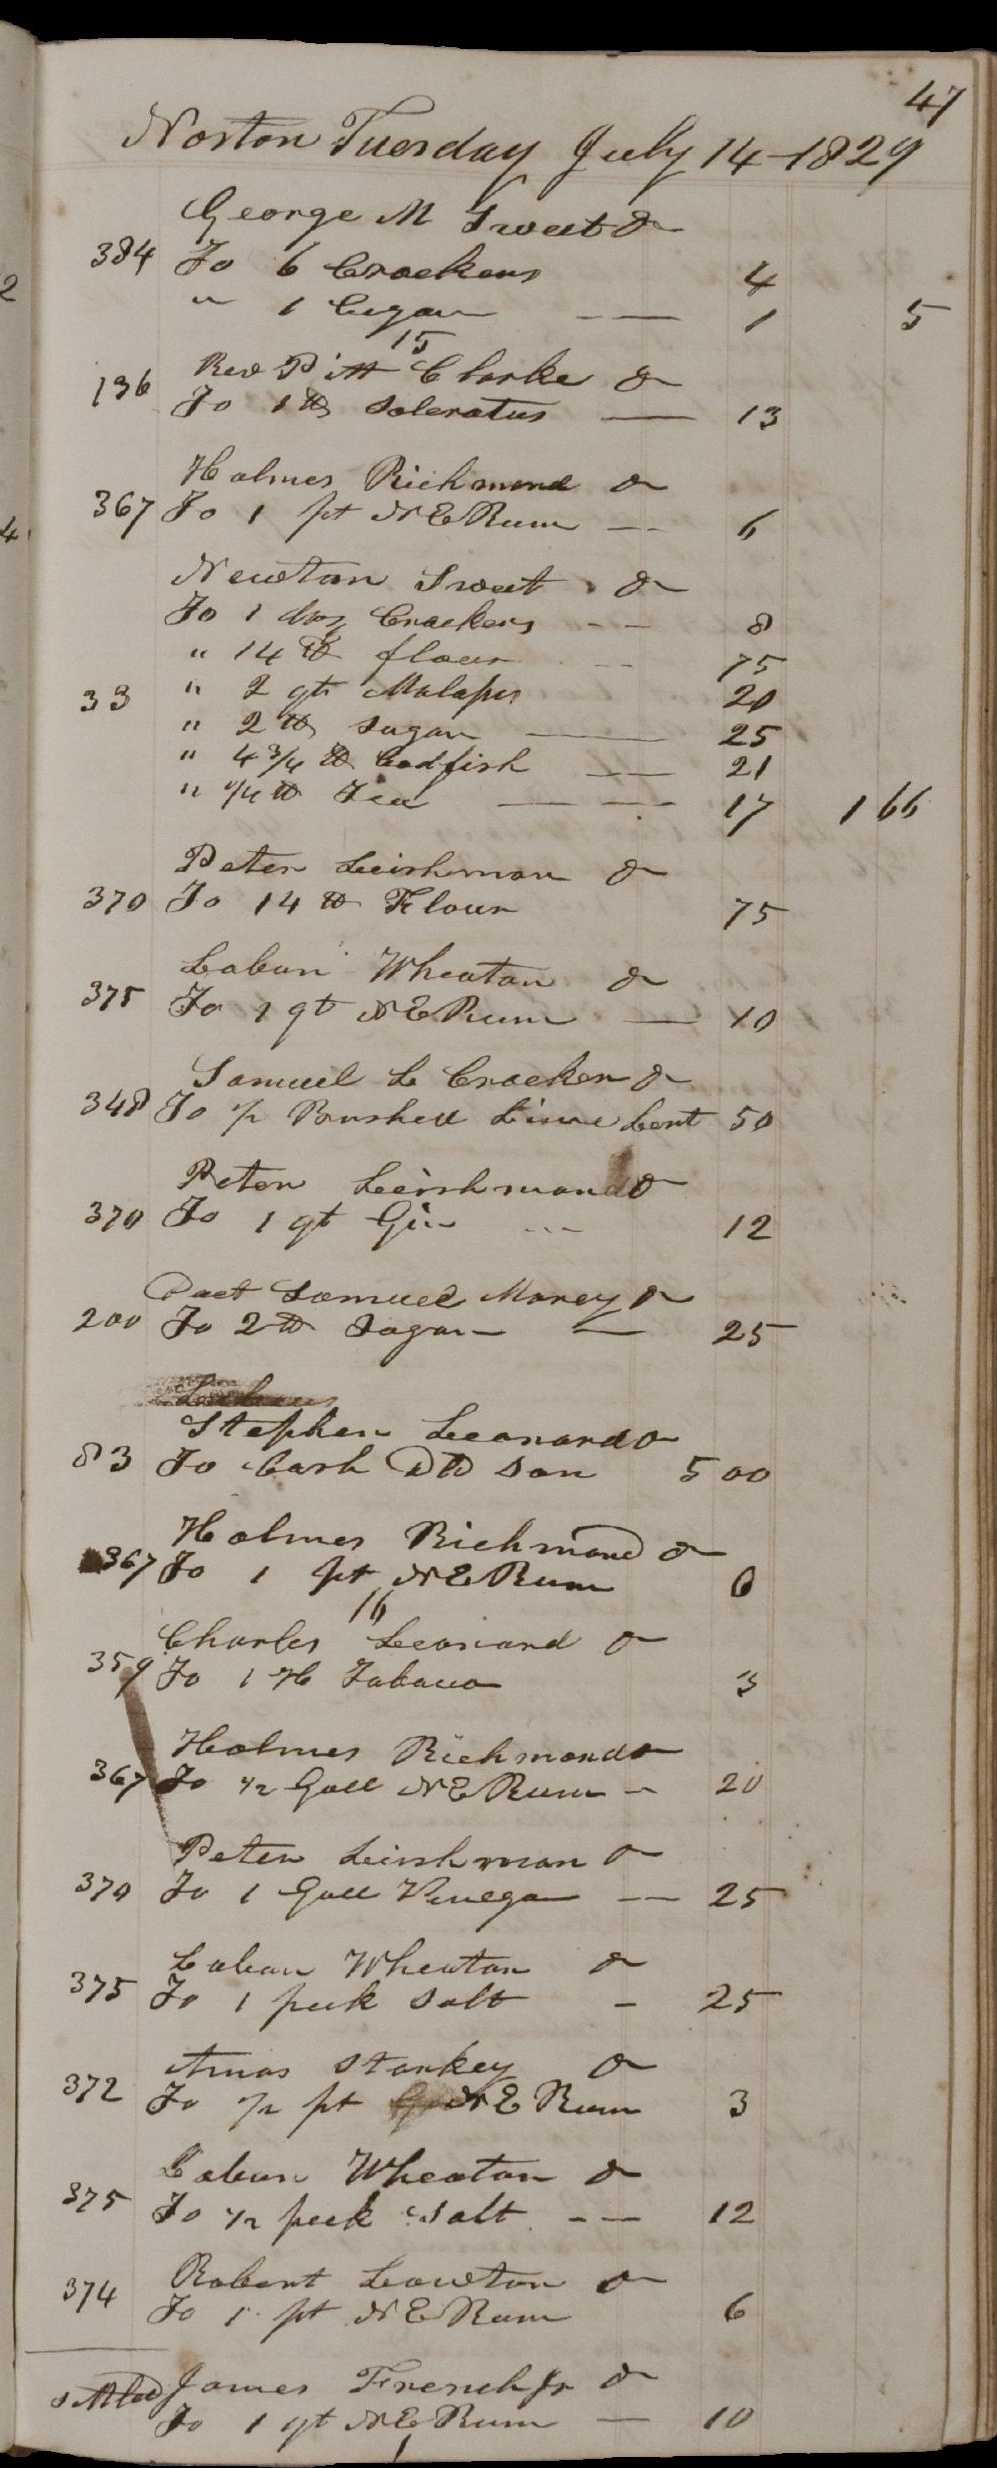 47
Norton Tuesday July 14 1829
George M Sweet Dr
384 To 6 Crackers 4
" 1 Cigar 1 5
15
Rev Pitt Clarke Dr
136 To 1 lb Saleratus 13
Holmes Richmond Dr
367 To 1 pt N E Rum 6
Newton Sweet Dr
To 1 doz Crackers 8
" 14 lb flour 75
33 " 2 qts Molasses 20
" 2 lb Sugar 25
" 4 3/4 lb Codfish 21
" 1/4 lb Tea 17 1 66
Peter Leishman Dr
370 To 14 lb Flour 75
Laban Wheaton Dr
375 To 1 qt N E Rum 10
Samuel L Crocker Dr
348 To 1/2 Bushell Lime Cent 50
Peter Leishman Dr
370 To 1 qt Gin 12
Doct Samuel Morey Dr
200 To 2 lb Sugar 25
Stephen Leonard Dr
83 To Cash Dd Son 5 00
Holmes Richmond Dr
367 To 1 pt N E Rum 6
16
Charles Leonard Dr
359 To 1 H Tobacco 3
Holmes Richmond Dr
367 To 1/2 Gall N E Rum 20
Peter Leishman Dr
370 To 1 Gall Vinegar 25
Laban Wheaton Dr
375 To 1 peck Salt 25
Amos Starkey Dr
372 To 1/2 pt N E Rum 3
Laban Wheaton Dr
375 To 1/2 peck Salt 12
Robert Lawton Dr
374 To 1 pt N E Rum 6
settled James French Jr Dr
To 1 qt N E Rum 10